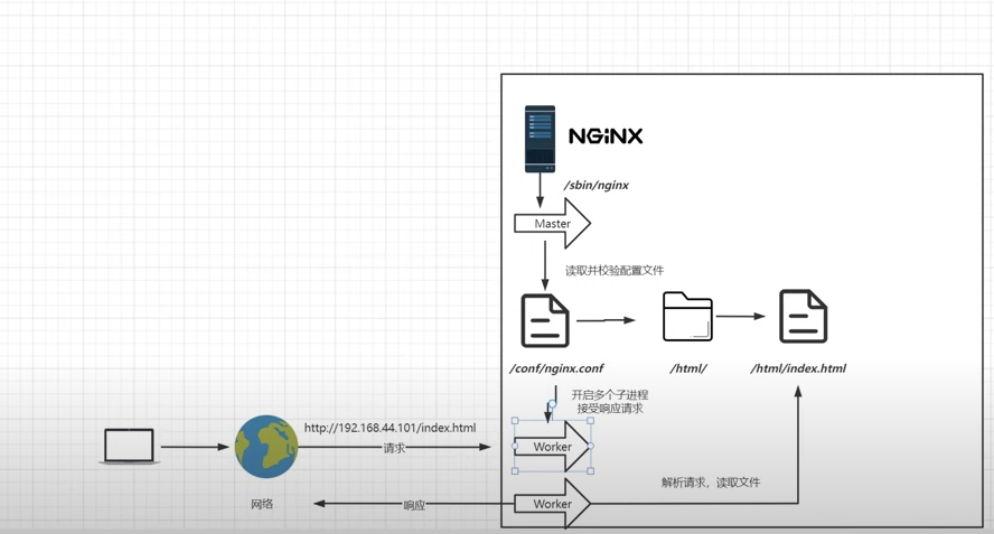 NGiNX
/sbin/nginx
Master
读取并校验配置文件
/conf/nginx.conf
/html/
/html/index.html
开启多个子进程
接受响应请求
http://192.168.44.101/index.html
请求
Worker
网络
解析请求，读取文件
响应
Worker